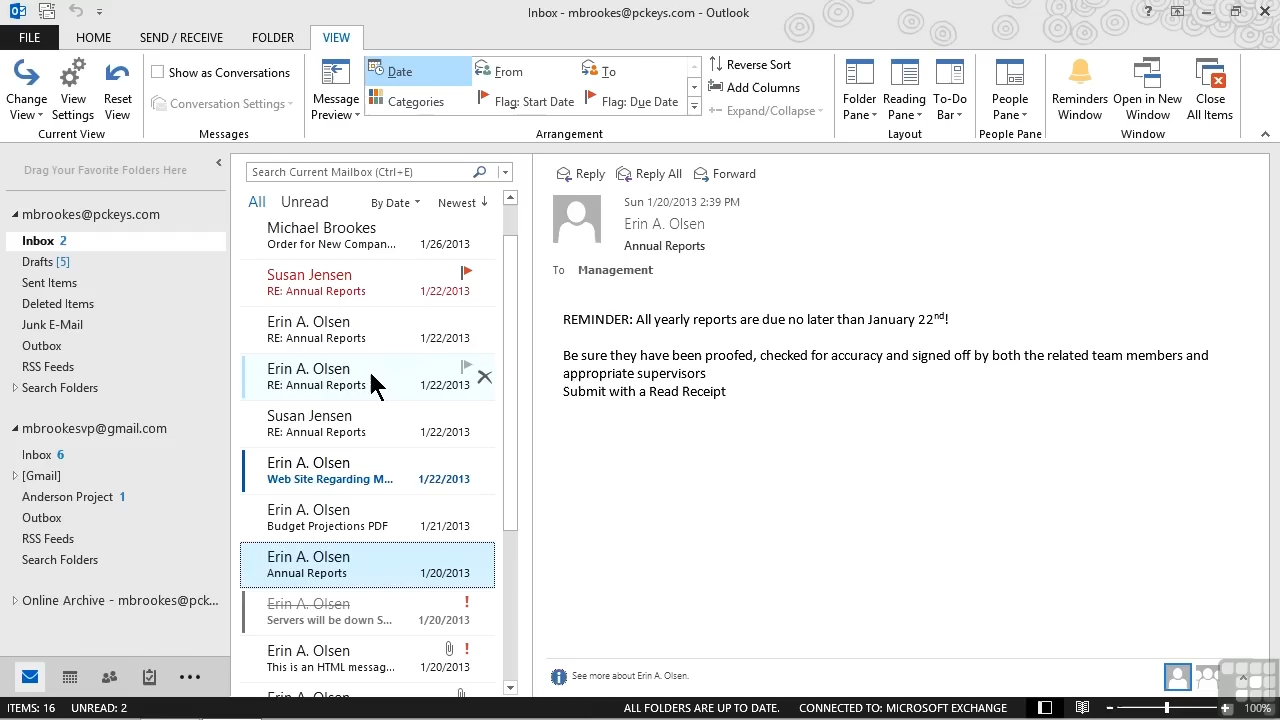 Inbox - mbrookes@pckeys.com - Outlook
FILE HOME SEND / RECEIVE FOLDER VIEW
Change View
View Settings
Reset View
Current View
Show as Conversations
Conversation Settings
Messages
Message Preview
Date From To
Categories Flag: Start Date Flag: Due Date
Reverse Sort
Add Columns
Expand/Collapse
Arrangement
Folder Pane
Reading Pane
To-Do Bar
Layout
People Pane
People Pane
Reminders Window
Open in New Window
Close All Items
Window
Drag Your Favorite Folders Here
mbrookes@pckeys.com
Inbox 2
Drafts [5]
Sent Items
Deleted Items
Junk E-Mail
Outbox
RSS Feeds
Search Folders
mbrookesvp@gmail.com
Inbox 6
[Gmail]
Anderson Project 1
Outbox
RSS Feeds
Search Folders
Online Archive - mbrookes@pck...
Search Current Mailbox (Ctrl+E)
All Unread By Date Newest
Michael Brookes
Order for New Compan... 1/26/2013
Susan Jensen
RE: Annual Reports 1/22/2013
Erin A. Olsen
RE: Annual Reports 1/22/2013
Erin A. Olsen
RE: Annual Reports 1/22/2013
Susan Jensen
RE: Annual Reports 1/22/2013
Erin A. Olsen
Web Site Regarding M... 1/22/2013
Erin A. Olsen
Budget Projections PDF 1/21/2013
Erin A. Olsen
Annual Reports 1/20/2013
Erin A. Olsen
Servers will be down S... 1/20/2013
Erin A. Olsen
This is an HTML messag... 1/20/2013
Erin A. Olsen
Reply Reply All Forward
Sun 1/20/2013 2:39 PM
Erin A. Olsen
Annual Reports
To Management
REMINDER: All yearly reports are due no later than January 22nd!
Be sure they have been proofed, checked for accuracy and signed off by both the related team members and
appropriate supervisors
Submit with a Read Receipt
See more about Erin A. Olsen.
ITEMS: 16 UNREAD: 2 ALL FOLDERS ARE UP TO DATE. CONNECTED TO: MICROSOFT EXCHANGE 100%